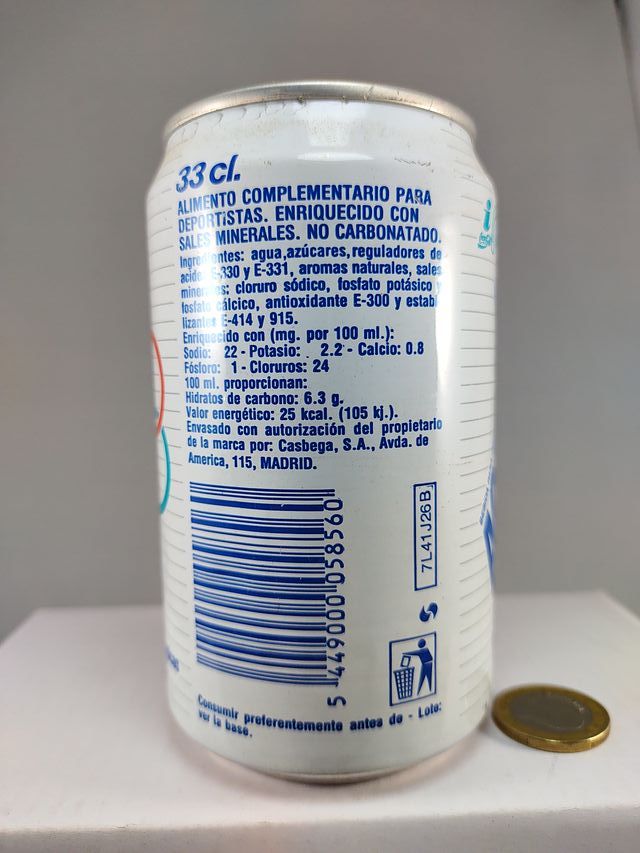 33 cl.
ALIMENTO COMPLEMENTARIO PARA
DEPORTiSTAS. ENRIQUECIDO CON
SALES MINERALES. NO CARBONATADO.
Ingredientes: agua,azúcares,reguladores de
acidez E-330 y E-331, aromas naturales, sales
minerales: cloruro sódico, fosfato potásico y
fosfato cálcico, antioxidante E-300 y estabi
lizantes E-414 y 915.
Enriquecido con (mg. por 100 ml.):
Sodio: 22 - Potasio: 2.2 - Calcio: 0.8
Fósforo: 1 - Cloruros: 24
100 ml. proporcionan:
Hidratos de carbono: 6.3 g.
Valor energético: 25 kcal. (105 kj.).
Envasado con autorización del propietario
de la marca por: Casbega, S.A., Avda. de
America, 115, MADRID.
5 449000 058560
7L41J26B
Consumir preferentemente antes de - Lote:
ver la base.